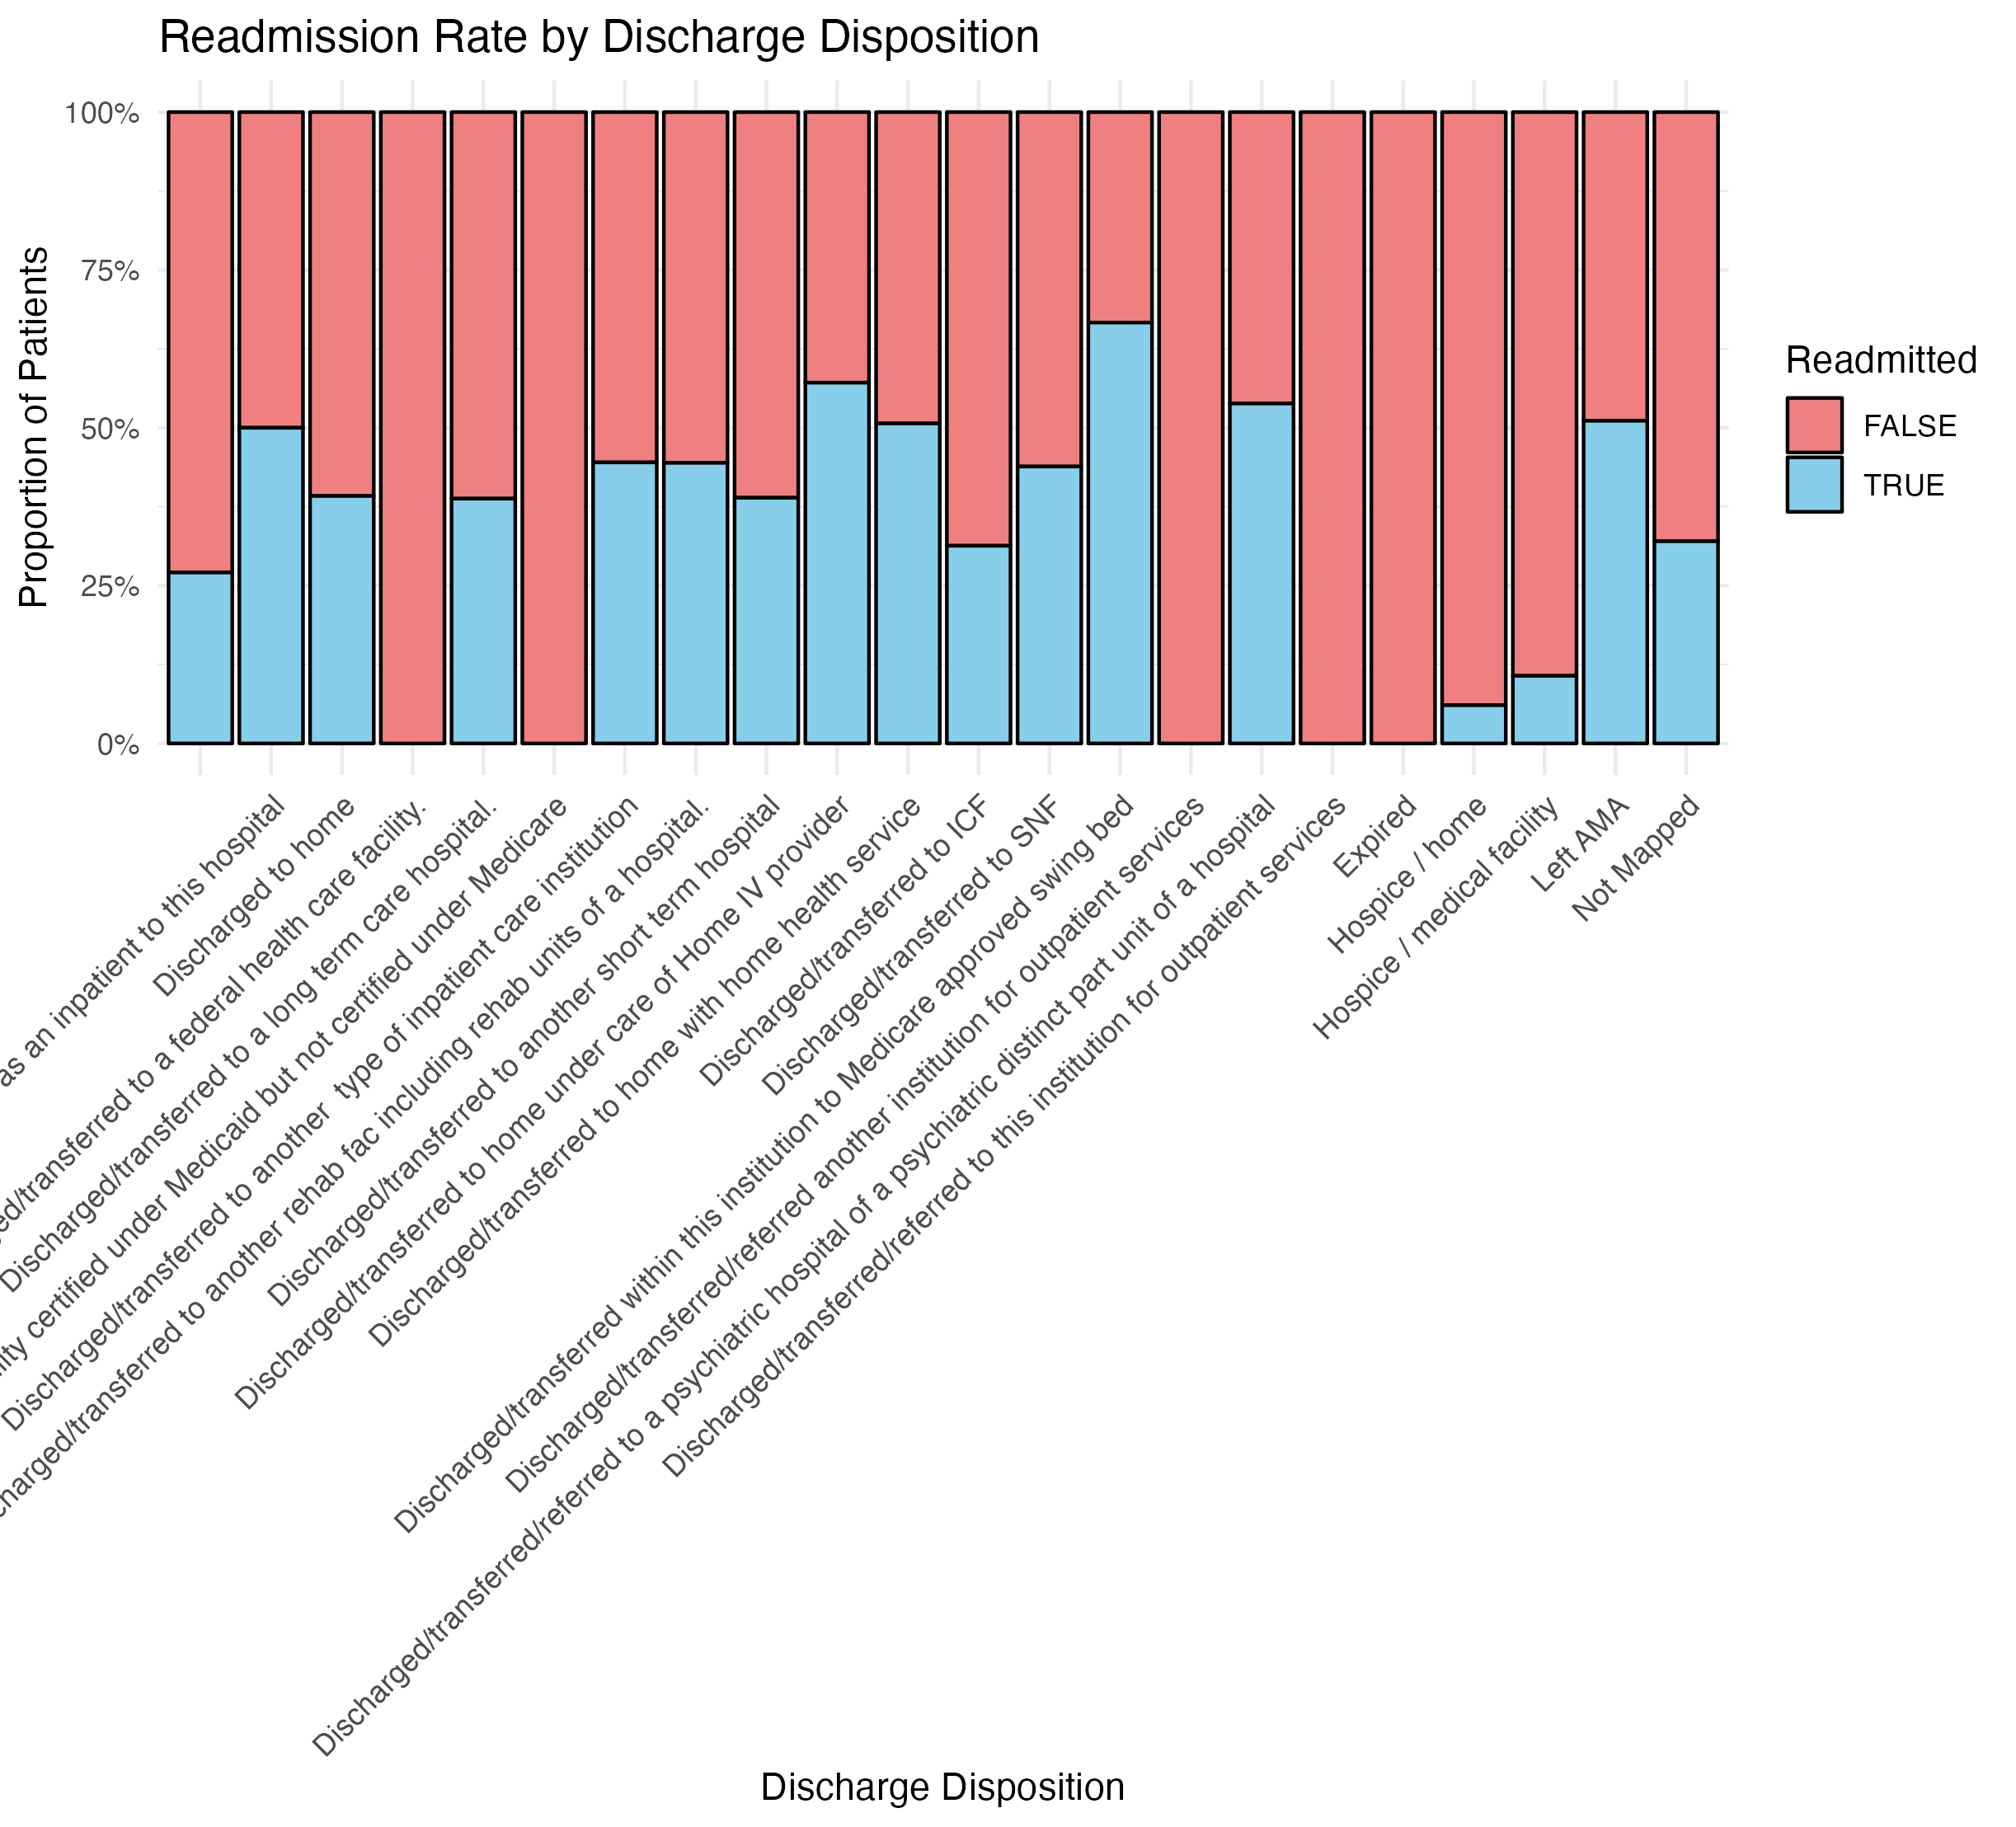 Readmission Rate by Discharge Disposition
Proportion of Patients
100%
75%
50%
25%
0%
as an inpatient to this hospital
Discharged to home
/transferred to a federal health care facility.
Discharged/transferred to a long term care hospital.
certified under Medicaid but not certified under Medicare
Discharged/transferred to another  type of inpatient care institution
charged/transferred to another rehab fac including rehab units of a hospital.
Discharged/transferred to another short term hospital
Discharged/transferred to home under care of Home IV provider
Discharged/transferred to home with home health service
Discharged/transferred to ICF
Discharged/transferred to SNF
Discharged/transferred within this institution to Medicare approved swing bed
Discharged/transferred/referred another institution for outpatient services
Discharged/transferred/referred to a psychiatric hospital of a psychiatric distinct part unit of a hospital
Discharged/transferred/referred to this institution for outpatient services
Expired
Hospice / home
Hospice / medical facility
Left AMA
Not Mapped
Discharge Disposition
Readmitted
FALSE
TRUE